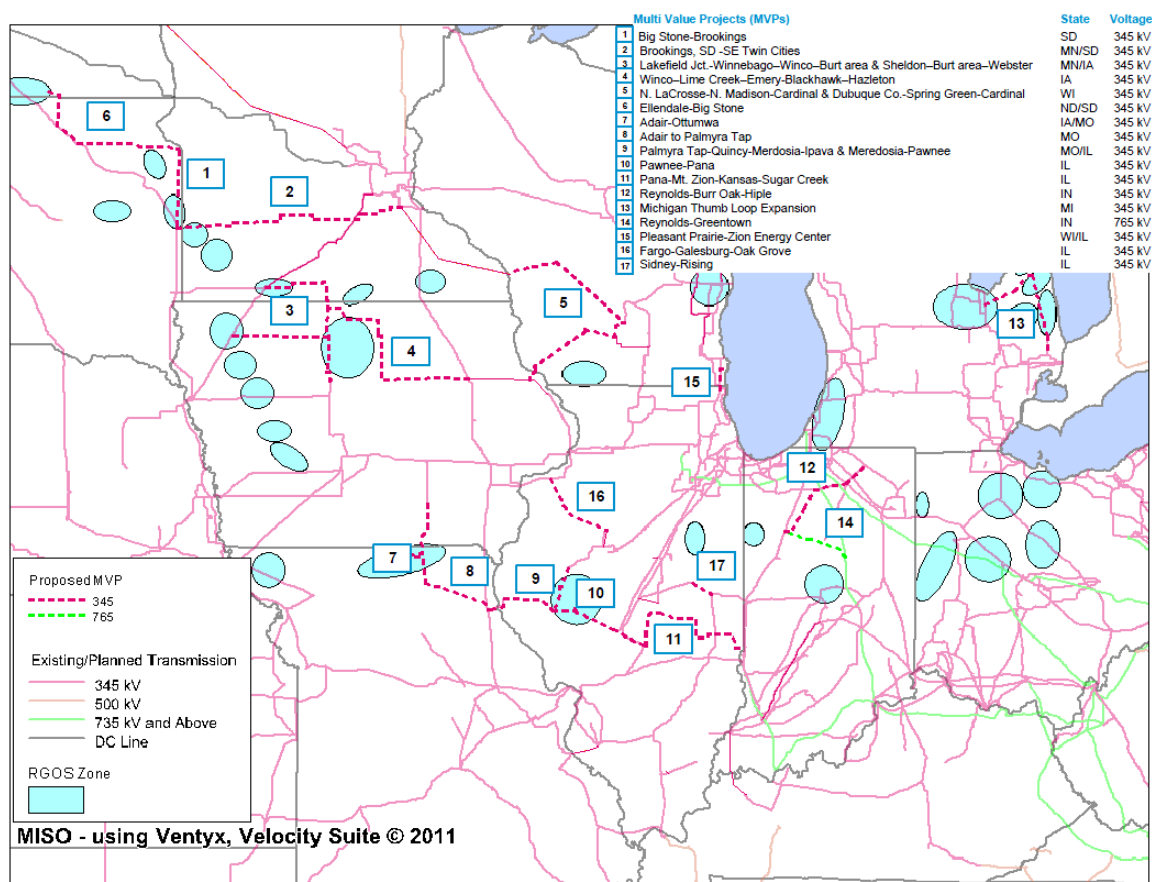 Multi Value Projects (MVPs) State Voltage
1 Big Stone-Brookings SD 345 kV
2 Brookings, SD -SE Twin Cities MN/SD 345 kV
3 Lakefield Jct.-Winnebago–Winco–Burt area & Sheldon–Burt area–Webster MN/IA 345 kV
4 Winco–Lime Creek–Emery-Blackhawk–Hazleton IA 345 kV
5 N. LaCrosse-N. Madison-Cardinal & Dubuque Co.-Spring Green-Cardinal WI 345 kV
6 Ellendale-Big Stone ND/SD 345 kV
7 Adair-Ottumwa IA/MO 345 kV
8 Adair to Palmyra Tap MO 345 kV
9 Palmyra Tap-Quincy-Merdosia-Ipava & Meredosia-Pawnee MO/IL 345 kV
10 Pawnee-Pana IL 345 kV
11 Pana-Mt. Zion-Kansas-Sugar Creek IL 345 kV
12 Reynolds-Burr Oak-Hiple IN 345 kV
13 Michigan Thumb Loop Expansion MI 345 kV
14 Reynolds-Greentown IN 765 kV
15 Pleasant Prairie-Zion Energy Center WI/IL 345 kV
16 Fargo-Galesburg-Oak Grove IL 345 kV
17 Sidney-Rising IL 345 kV
6
1
2
3
5
13
4
15
12
16
14
7
8
9
10
17
11
Proposed MVP
345
765
Existing/Planned Transmission
345 kV
500 kV
735 kV and Above
DC Line
RGOS Zone
MISO - using Ventyx, Velocity Suite © 2011